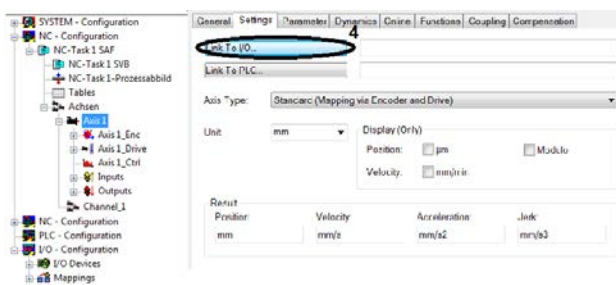 SYSTEM - Configuration
NC - Configuration
NC-Task 1 SAF
NC-Task 1 SVB
NC-Task 1-Prozessabbild
Tables
Achsen
Axis 1
Axis 1_Enc
Axis 1_Drive
Axis 1_Ctrl
Inputs
Outputs
Channel_1
NC - Configuration
PLC - Configuration
I/O - Configuration
I/O Devices
Mappings
General Settings Parameter Dynamics Online Functions Coupling Compensation
4
Link To I/O...
Link To PLC...
Axis Type: Standard (Mapping via Encoder and Drive)
Unit: mm Display (Only)
Position: µm Modulo
Velocity: mm/min
Result
Position: Velocity: Acceleration: Jerk:
mm mm/s mm/s2 mm/s3